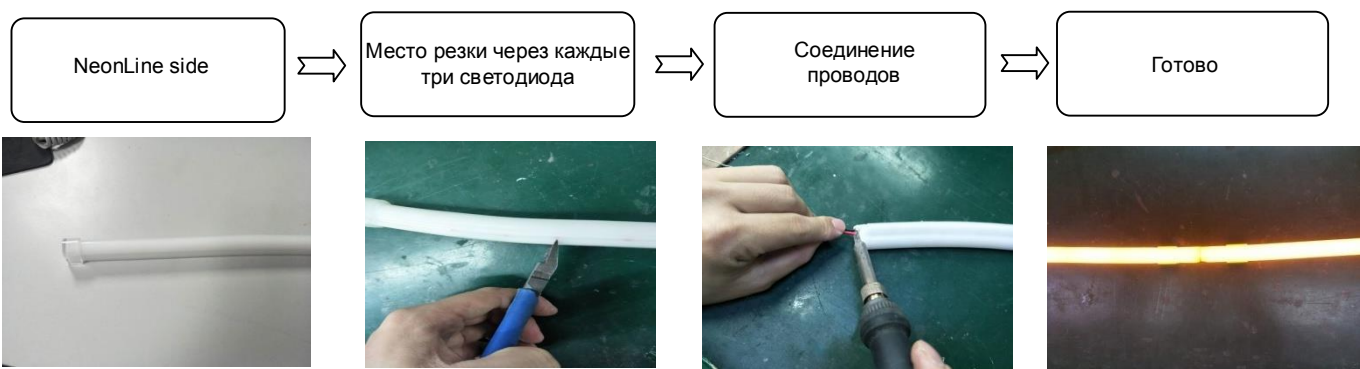 NeonLine side
Место резки через каждые
три светодиода
Соединение
проводов
Готово